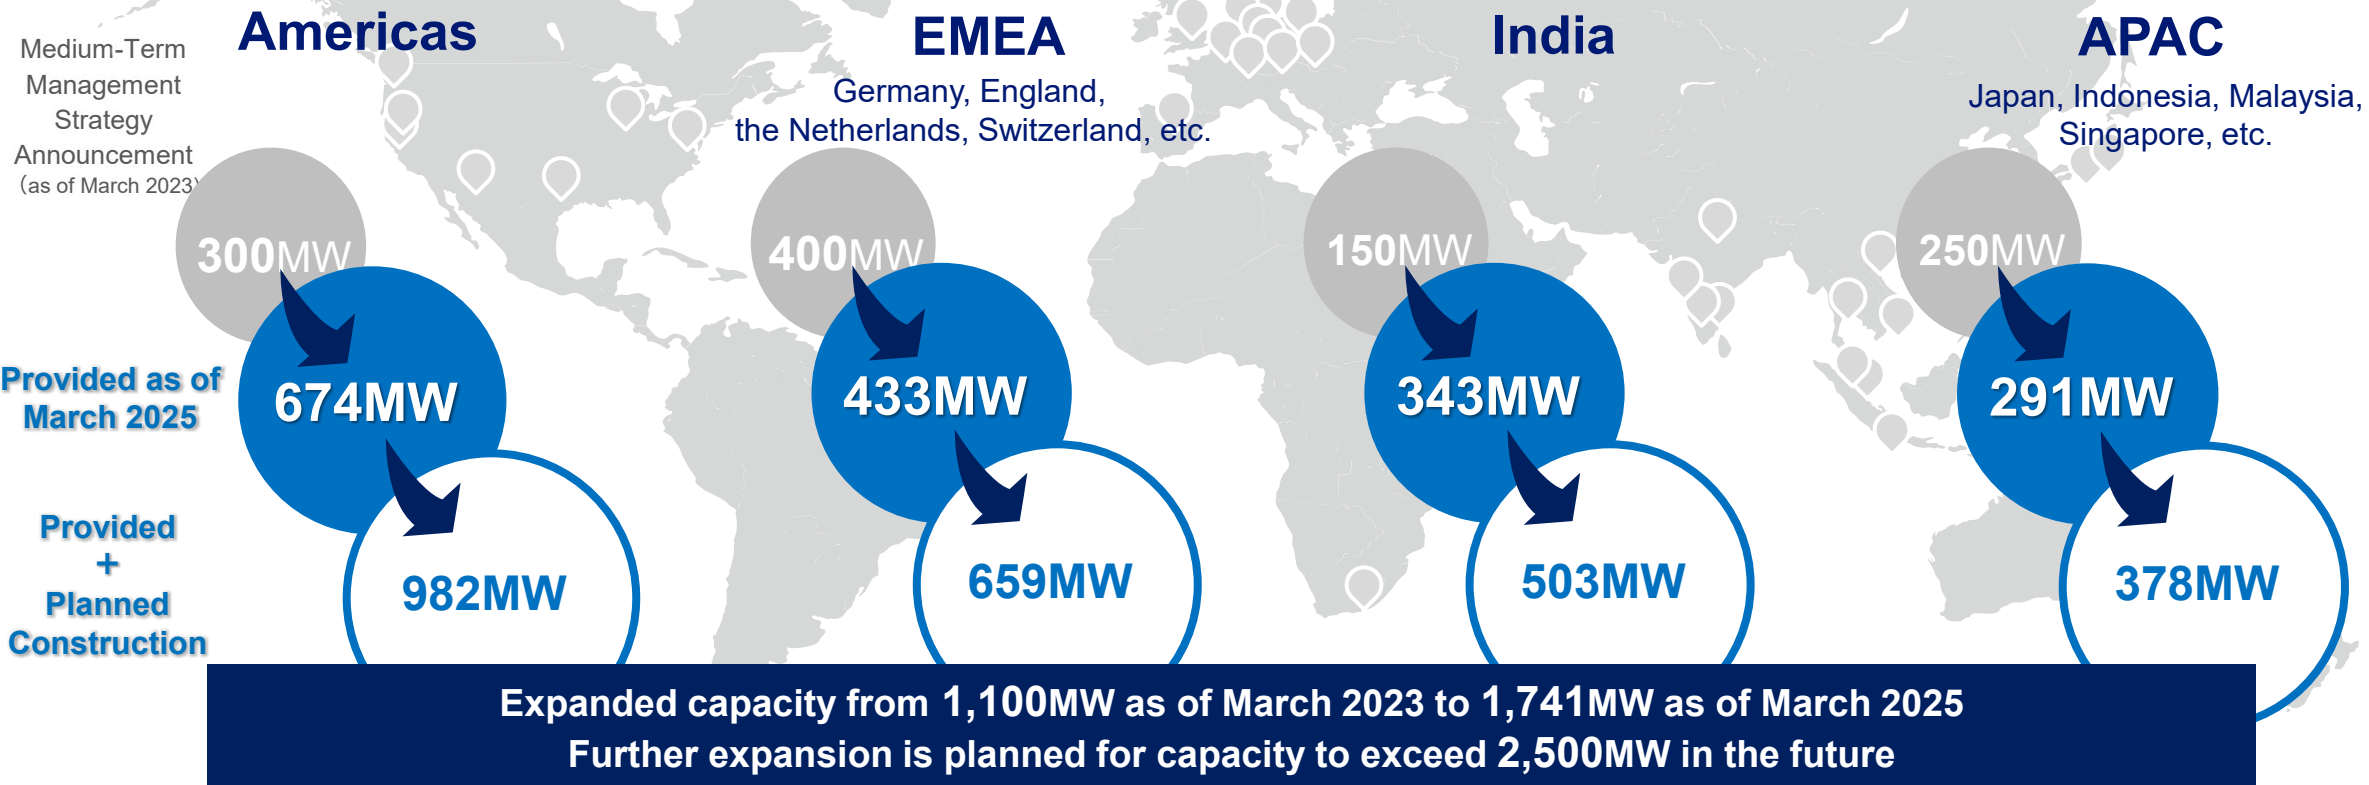 Medium-Term
Management
Strategy
Announcement
（as of March 2023）
Americas
EMEA
Germany, England,
the Netherlands, Switzerland, etc.
India
APAC
Japan, Indonesia, Malaysia,
Singapore, etc.
300MW
400MW
150MW
250MW
Provided as of
March 2025
674MW
433MW
343MW
291MW
Provided
+
Planned
Construction
982MW
659MW
503MW
378MW
Expanded capacity from 1,100MW as of March 2023 to 1,741MW as of March 2025
Further expansion is planned for capacity to exceed 2,500MW in the future